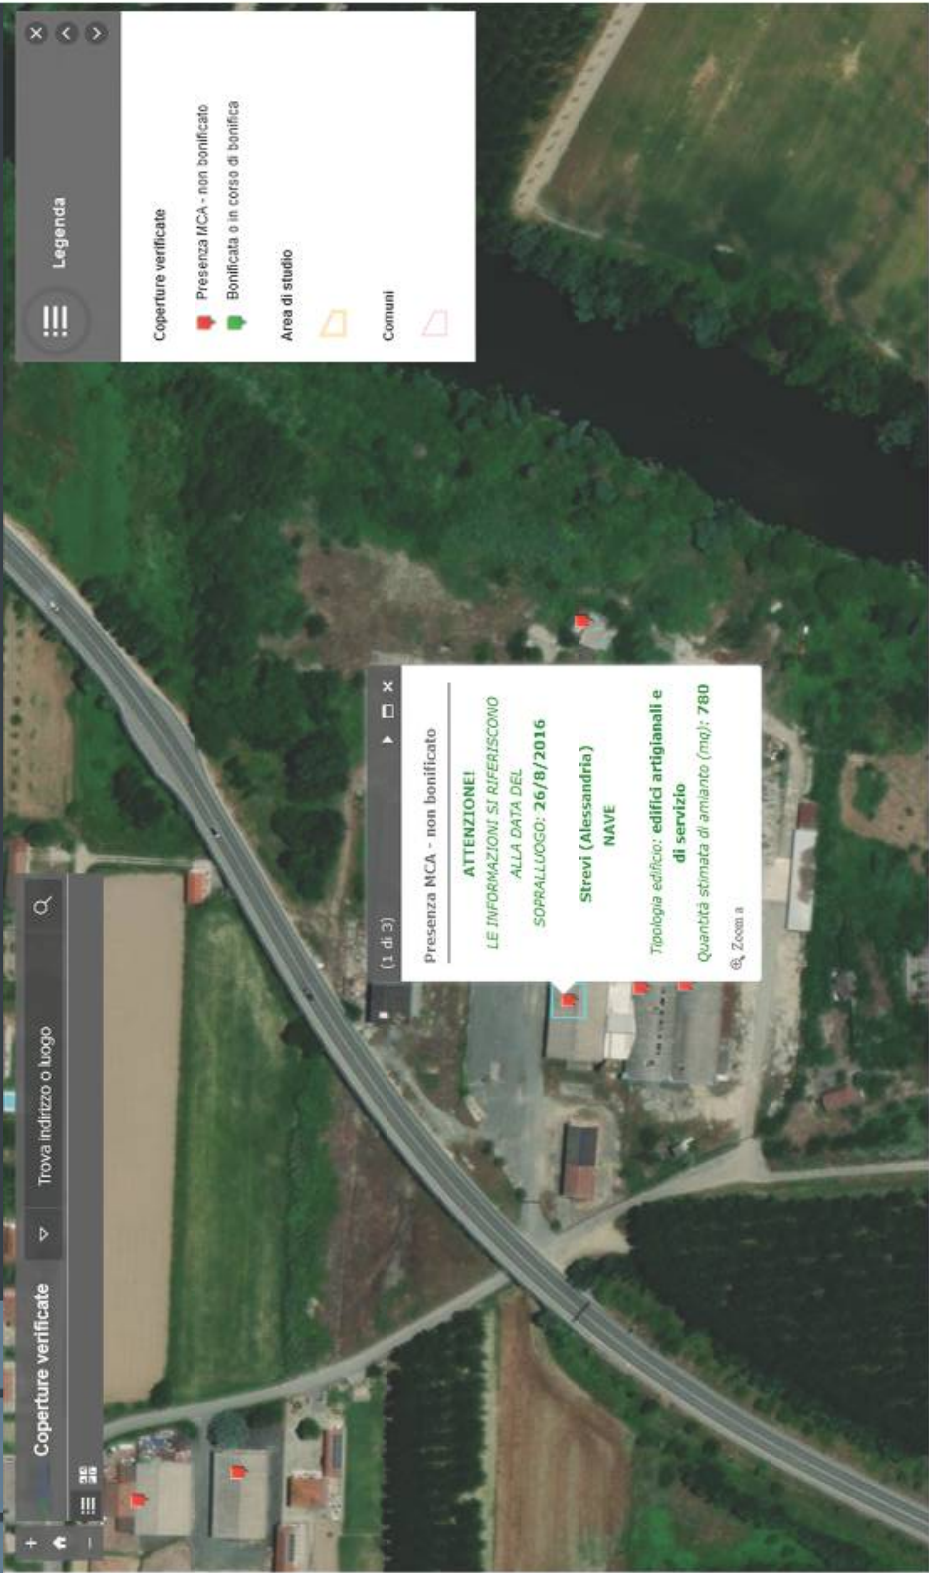 Coperture verificate
Trova indirizzo o luogo
Legenda
Coperture verificate
Presenza MCA - non bonificato
Bonificata o in corso di bonifica
Area di studio
Comuni
(1 di 3)
Presenza MCA - non bonificato
ATTENZIONE!
LE INFORMAZIONI SI RIFERISCONO
ALLA DATA DEL
SOPRALLUOGO: 26/8/2016
Strevi (Alessandria)
NAVE
Tipologia edificio: edifici artigianali e
di servizio
Quantità stimata di amianto (mq): 780
Zoom a